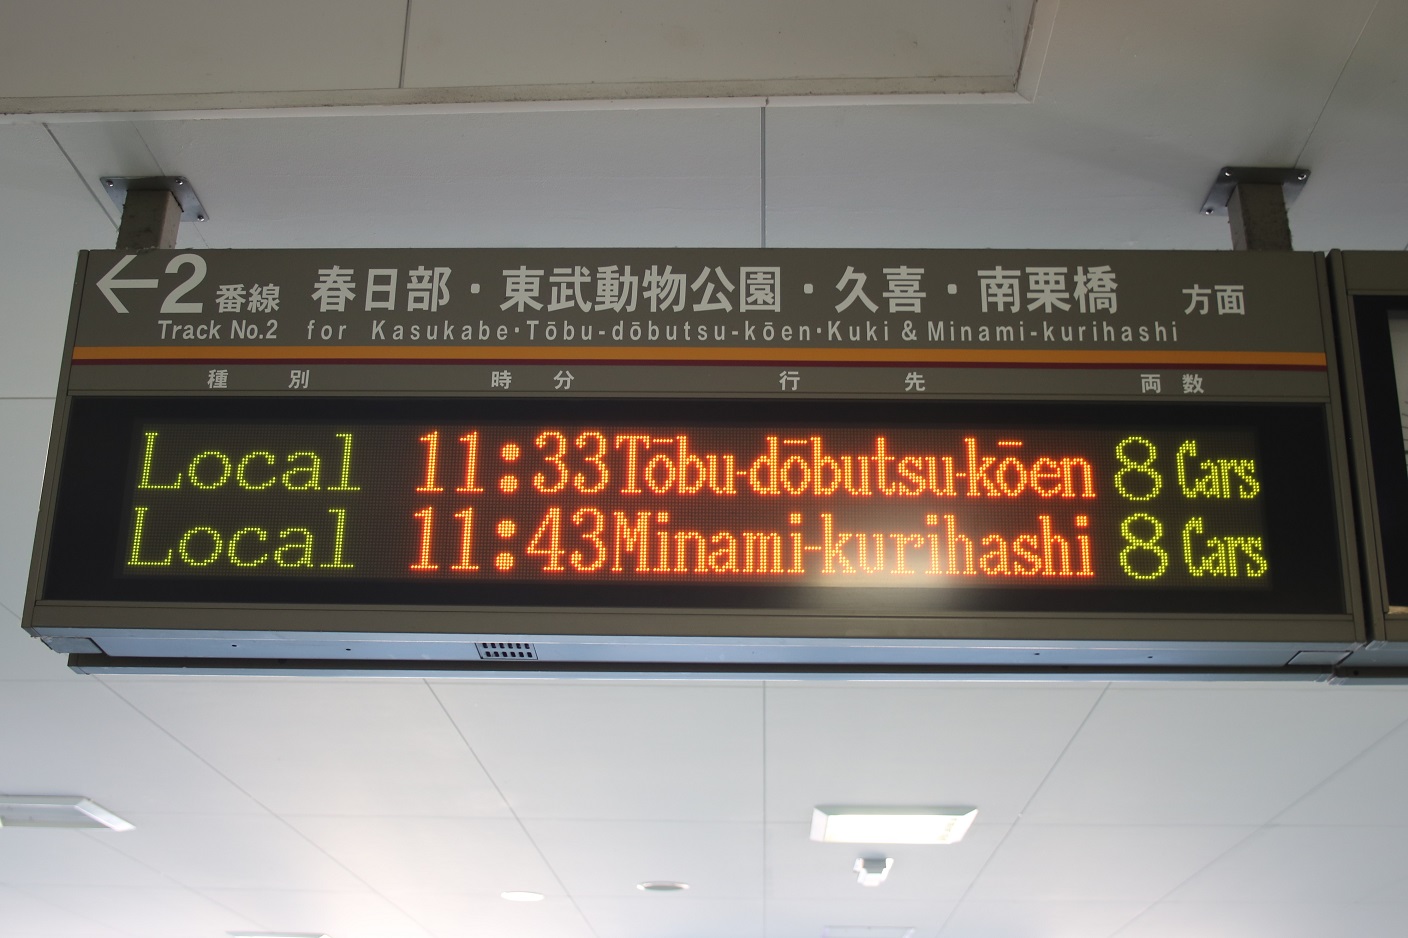 ←2番線 春日部・東武動物公園・久喜・南栗橋 方面
Track No.2 for Kasukabe・Tōbu-dōbutsu-kōen・Kuki & Minami-kurihashi
種別 時分 行先 両数
Local 11:33 Tōbu-dōbutsu-kōen 8 Cars
Local 11:43 Minami-kurihashi 8 Cars